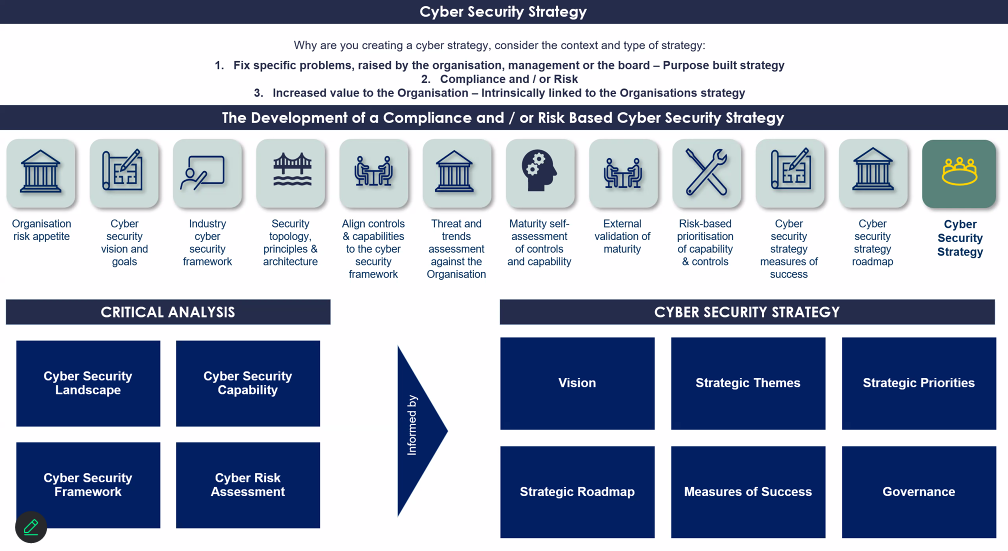 Cyber Security Strategy
Why are you creating a cyber strategy, consider the context and type of strategy:
1. Fix specific problems, raised by the organisation, management or the board – Purpose built strategy
2. Compliance and / or Risk
3. Increased value to the Organisation – Intrinsically linked to the Organisations strategy
The Development of a Compliance and / or Risk Based Cyber Security Strategy
Organisation
risk appetite
Cyber
security
vision and
goals
Industry
cyber
security
framework
Security
topology,
principles &
architecture
Align controls
& capabilities
to the cyber
security
framework
Threat and
trends
assessment
against the
Organisation
Maturity self-
assessment
of controls
and capability
External
validation of
maturity
Risk-based
prioritisation
of capability
& controls
Cyber
security
strategy
measures of
success
Cyber
security
strategy
roadmap
Cyber
Security
Strategy
CRITICAL ANALYSIS
Cyber Security
Landscape
Cyber Security
Capability
Cyber Security
Framework
Cyber Risk
Assessment
Informed by
CYBER SECURITY STRATEGY
Vision
Strategic Themes
Strategic Priorities
Strategic Roadmap
Measures of Success
Governance